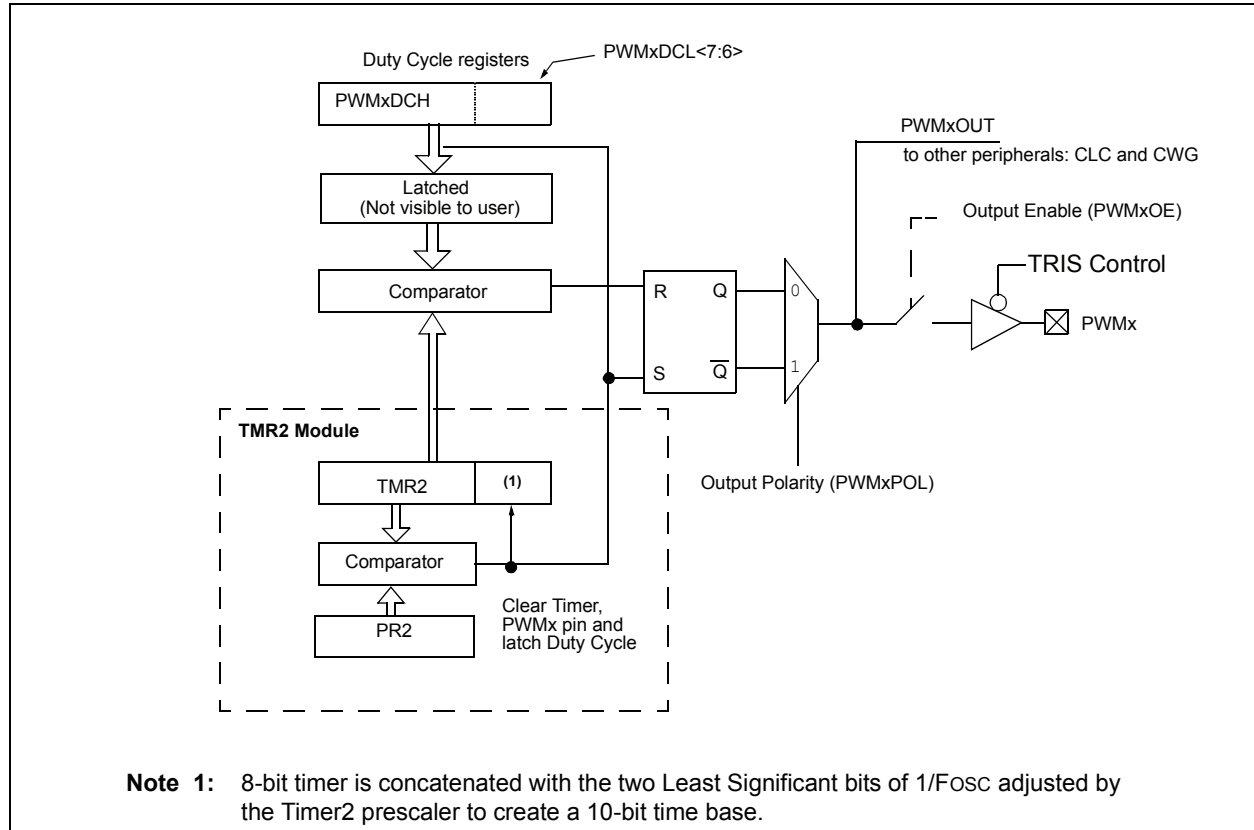 Duty Cycle registers
PWMxDCL<7:6>
PWMxDCH
Latched
(Not visible to user)
Comparator
R
Q
S
Q
0
1
PWMxOUT
to other peripherals: CLC and CWG
Output Enable (PWMxOE)
TRIS Control
PWMx
Output Polarity (PWMxPOL)
TMR2 Module
TMR2
(1)
Comparator
PR2
Clear Timer,
PWMx pin and
latch Duty Cycle
Note 1: 8-bit timer is concatenated with the two Least Significant bits of 1/FOSC adjusted by
the Timer2 prescaler to create a 10-bit time base.